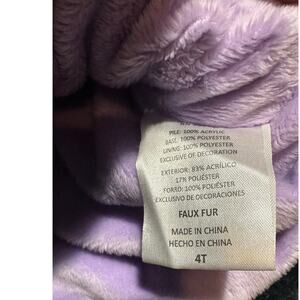 PILE: 100% ACRYLIC
BASE: 100% POLYESTER
LINING: 100% POLYESTER
EXCLUSIVE OF DECORATION
EXTERIOR: 83% ACRÍLICO
17% POLIÉSTER
FORRO: 100% POLIÉSTER
EXCLUSIVO DE DECORACIONES
FAUX FUR
MADE IN CHINA
HECHO EN CHINA
4T